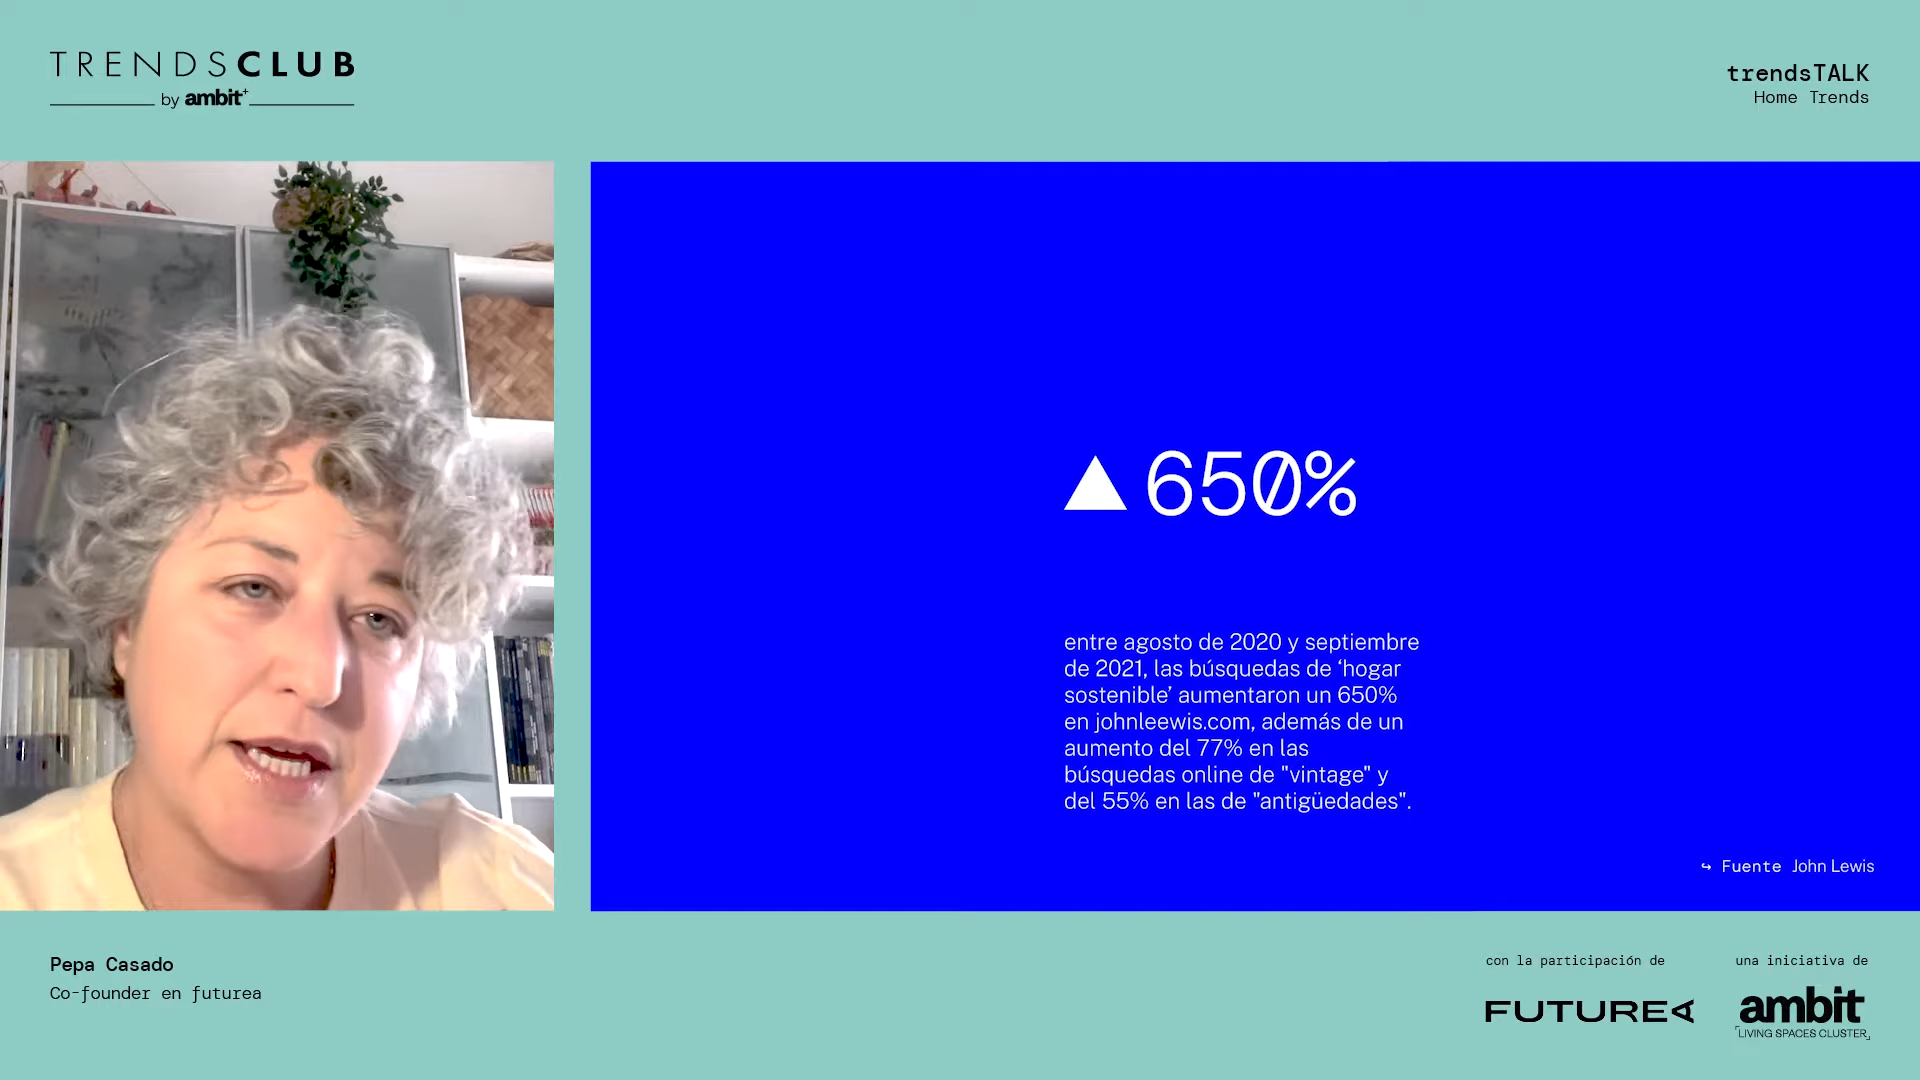 TRENDSCLUB
by ambit+
trendsTALK
Home Trends
▲ 650%
entre agosto de 2020 y septiembre
de 2021, las búsquedas de ‘hogar
sostenible’ aumentaron un 650%
en johnleewis.com, además de un
aumento del 77% en las
búsquedas online de "vintage" y
del 55% en las de "antigüedades".
↪ Fuente John Lewis
Pepa Casado
Co-founder en futurea
con la participación de
FUTUREA
una iniciativa de
ambit
LIVING SPACES CLUSTER